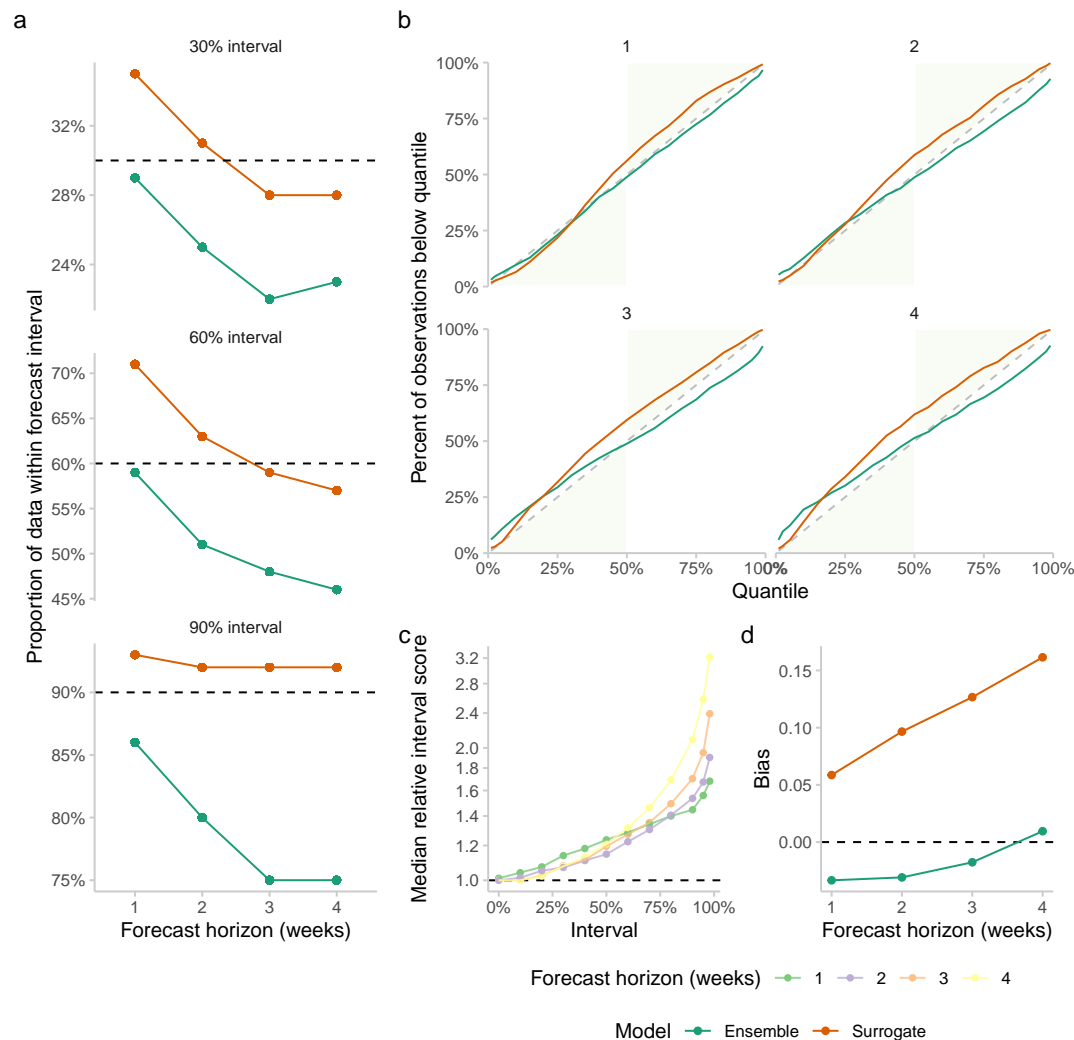 a
30% interval
32%
28%
24%
60% interval
70%
65%
60%
55%
50%
45%
90% interval
90%
85%
80%
75%
1 2 3 4
Forecast horizon (weeks)
Proportion of data within forecast interval
b
1 2
100%
75%
50%
25%
0%
3 4
100%
75%
50%
25%
0%
0% 25% 50% 75% 100%
0% 25% 50% 75% 100%
Quantile
Percent of observations below quantile
c
3.2
2.8
2.4
2.0
1.8
1.6
1.4
1.2
1.0
0% 25% 50% 75% 100%
Interval
Median relative interval score
d
0.15
0.10
0.05
0.00
1 2 3 4
Forecast horizon (weeks)
Bias
Forecast horizon (weeks) 1 2 3 4
Model Ensemble Surrogate